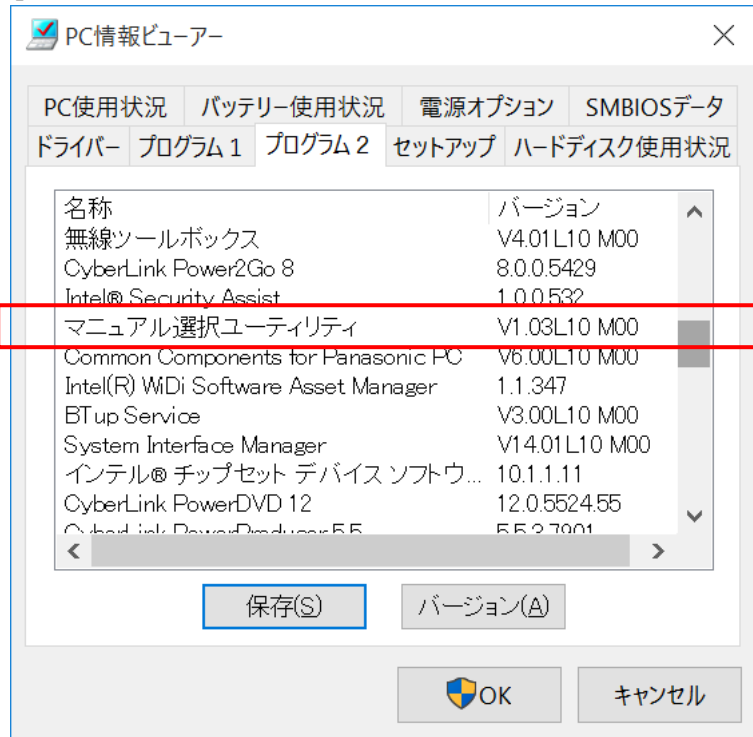 PC情報ビューアー
PC使用状況 バッテリー使用状況 電源オプション SMBIOSデータ
ドライバー プログラム１ プログラム２ セットアップ ハードディスク使用状況
名称 バージョン
無線ツールボックス V4.01L10 M00
CyberLink Power2Go 8 8.0.0.5429
Intel® Security Assist 1.0.0.532
マニュアル選択ユーティリティ V1.03L10 M00
Common Components for Panasonic PC V6.00L10 M00
Intel(R) WiDi Software Asset Manager 1.1.347
BTup Service V3.00L10 M00
System Interface Manager V14.01L10 M00
インテル® チップセット デバイス ソフトウ... 10.1.1.11
CyberLink PowerDVD 12 12.0.5524.55
CyberLink PowerProducer 5.5 5.5.3.7901
保存(S) バージョン(A)
OK キャンセル